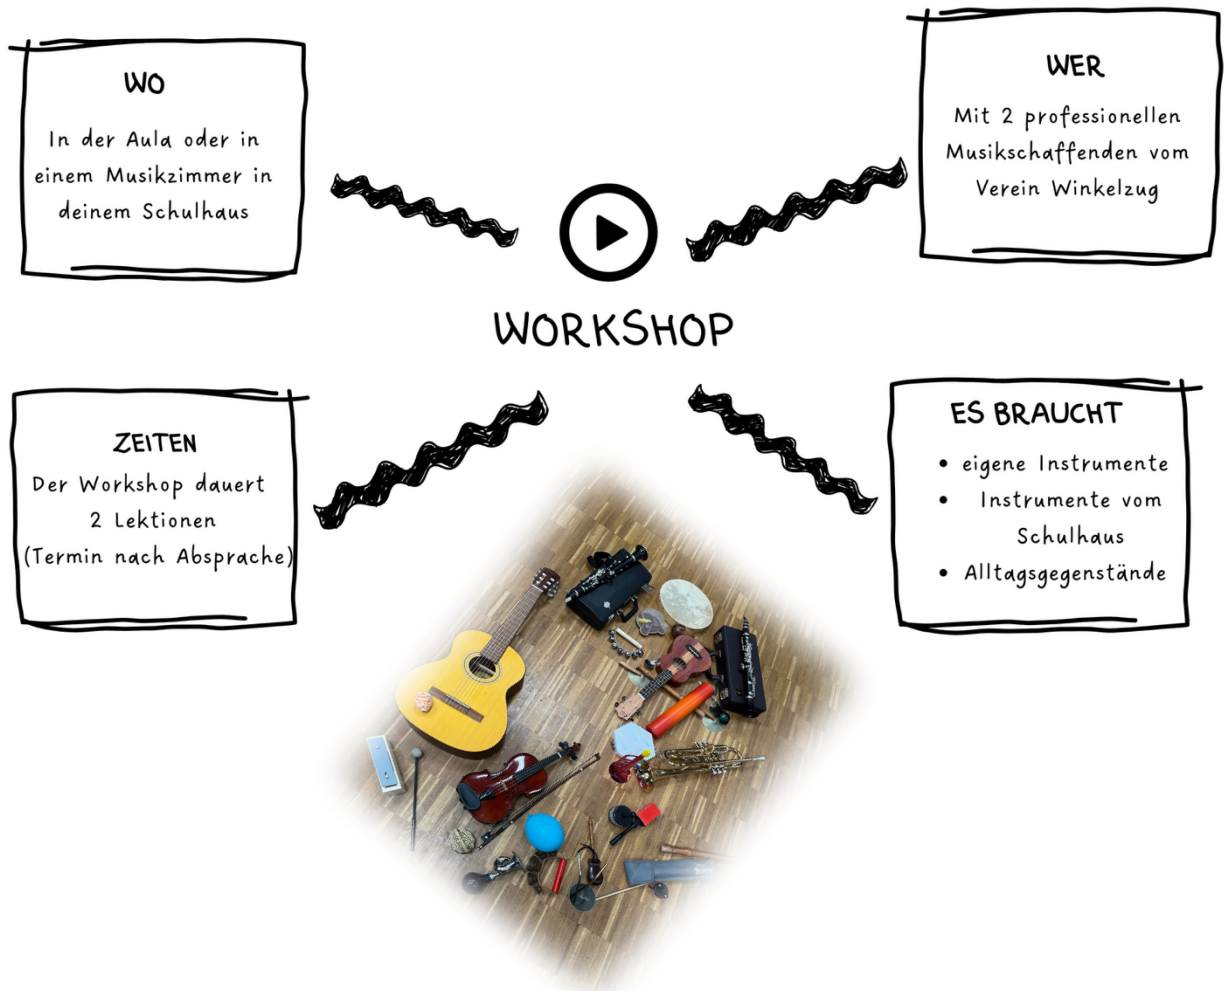 WO
In der Aula oder in
einem Musikzimmer in
deinem Schulhaus
WER
Mit 2 professionellen
Musikschaffenden vom
Verein Winkelzug
WORKSHOP
ZEITEN
Der Workshop dauert
2 Lektionen
(Termin nach Absprache)
ES BRAUCHT
• eigene Instrumente
• Instrumente vom
Schulhaus
• Alltagsgegenstände